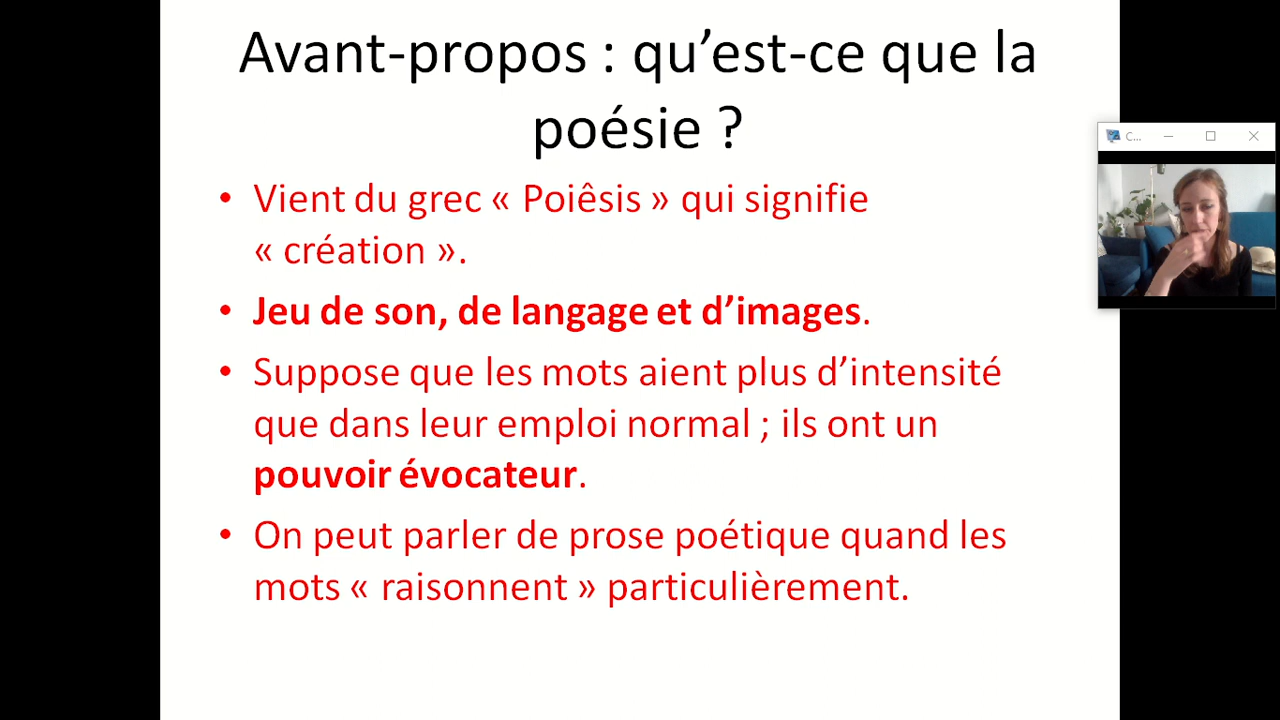 Avant-propos : qu’est-ce que la
poésie ?
• Vient du grec « Poiêsis » qui signifie
« création ».
• Jeu de son, de langage et d’images.
• Suppose que les mots aient plus d’intensité
que dans leur emploi normal ; ils ont un
pouvoir évocateur.
• On peut parler de prose poétique quand les
mots « raisonnent » particulièrement.
C...